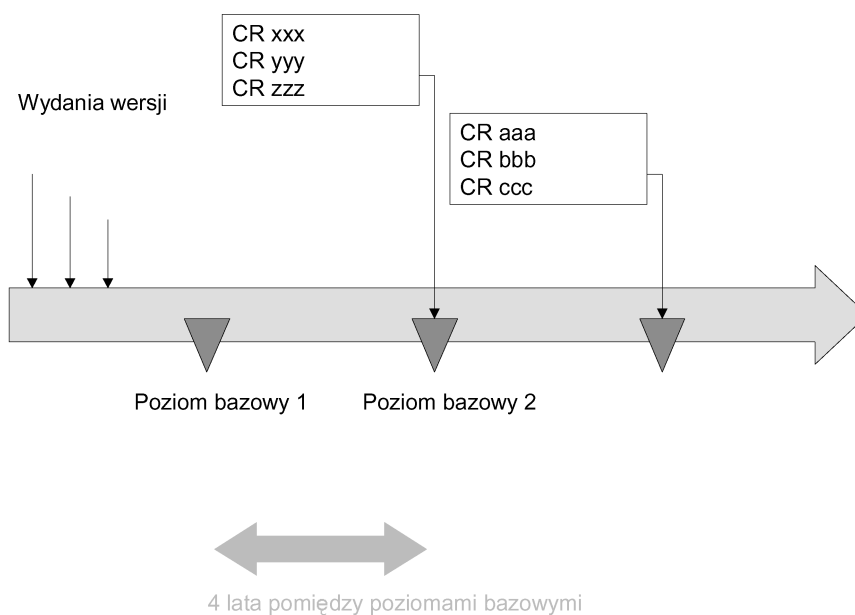 CR xxx
CR yyy
CR zzz
Wydania wersji
CR aaa
CR bbb
CR ccc
Poziom bazowy 1
Poziom bazowy 2
4 lata pomiędzy poziomami bazowymi